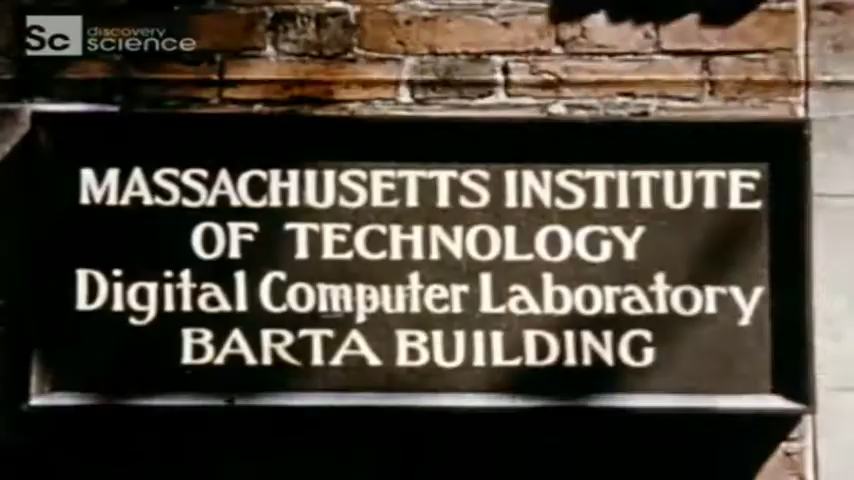 Sc discovery
science
MASSACHUSETTS INSTITUTE
OF TECHNOLOGY
Digital Computer Laboratory
BARTA BUILDING